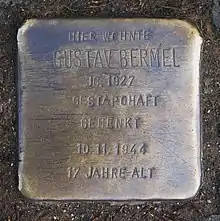 HIER WOHNTE
GUSTAV BERMEL
JG. 1927
GESTAPOHAFT
GEHENKT
10.11.1944
17 JAHRE ALT